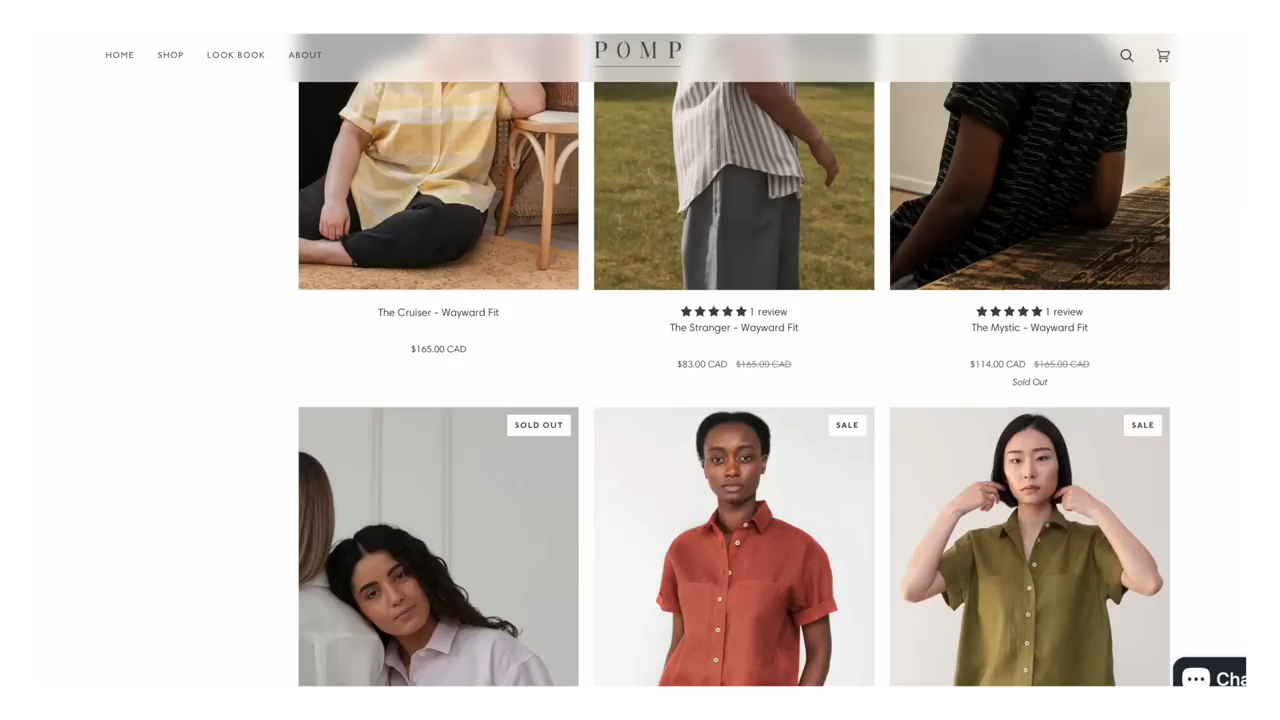 HOME SHOP LOOK BOOK ABOUT
POMP
The Cruiser - Wayward Fit
$165.00 CAD
1 review
The Stranger - Wayward Fit
$83.00 CAD $165.00 CAD
1 review
The Mystic - Wayward Fit
$114.00 CAD $165.00 CAD
Sold Out
SOLD OUT
SALE
SALE
Cha